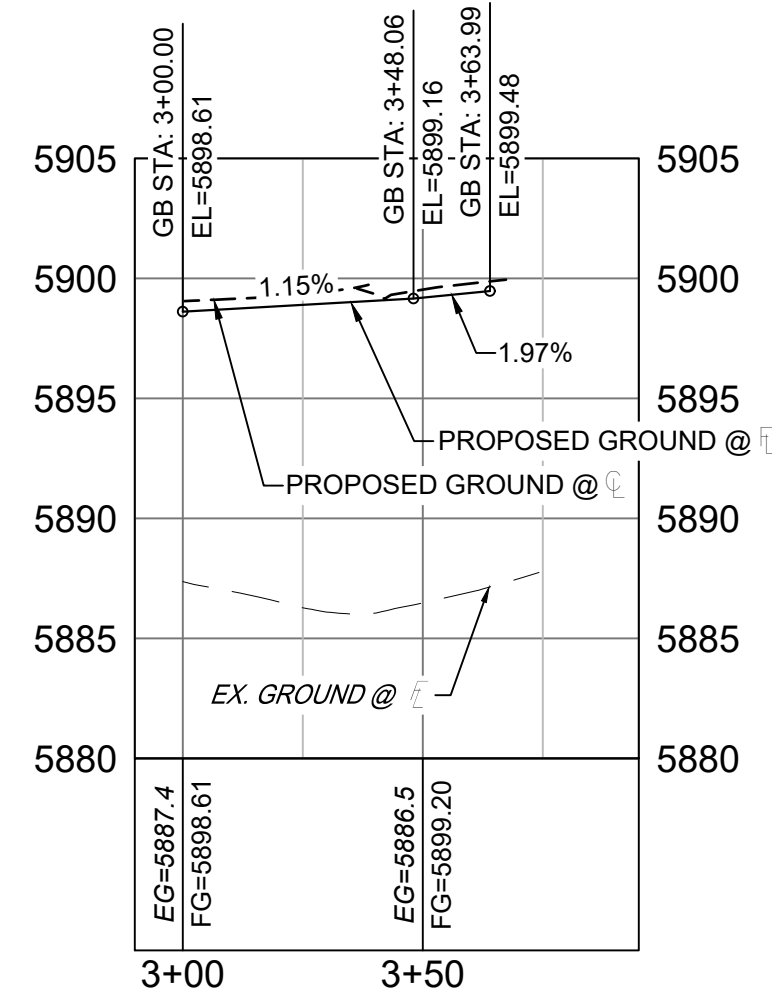 GB STA: 3+00.00
EL=5898.61
GB STA: 3+48.06
EL=5899.16
GB STA: 3+63.99
EL=5899.48
5905
5905
5900
5900
1.15%
1.97%
5895
5895
PROPOSED GROUND @ FL
PROPOSED GROUND @ ℄
5890
5890
5885
5885
EX. GROUND @ FL
5880
5880
EG=5887.4
FG=5898.61
EG=5886.5
FG=5899.20
3+00
3+50